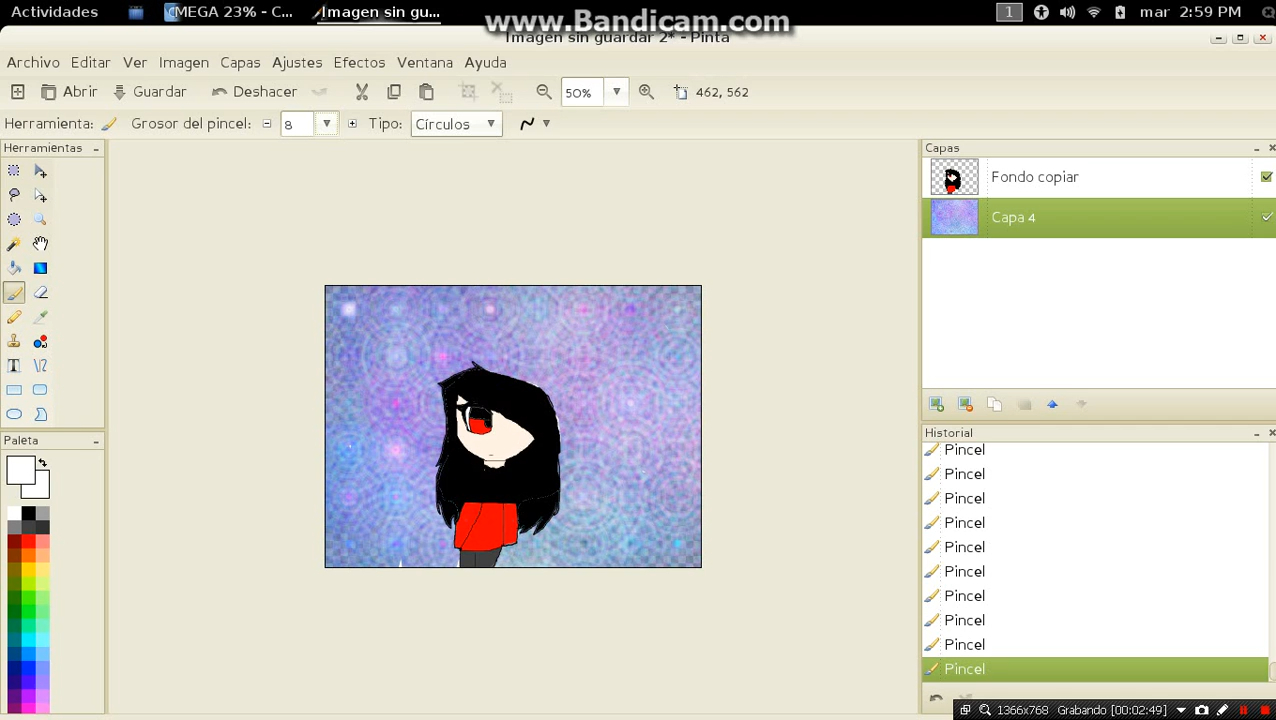 Actividades MEGA 23% - C... Imagen sin gu... 1 mar 2:59 PM
www.Bandicam.com
Imagen sin guardar 2* - Pinta
Archivo Editar Ver Imagen Capas Ajustes Efectos Ventana Ayuda
Abrir Guardar Deshacer 50% 462, 562
Herramienta: Grosor del pincel: 8 Tipo: Círculos
Herramientas
Capas
Fondo copiar
Capa 4
Paleta
Historial
Pincel
Pincel
Pincel
Pincel
Pincel
Pincel
Pincel
Pincel
Pincel
Pincel
1366x768 Grabando [00:02:49]